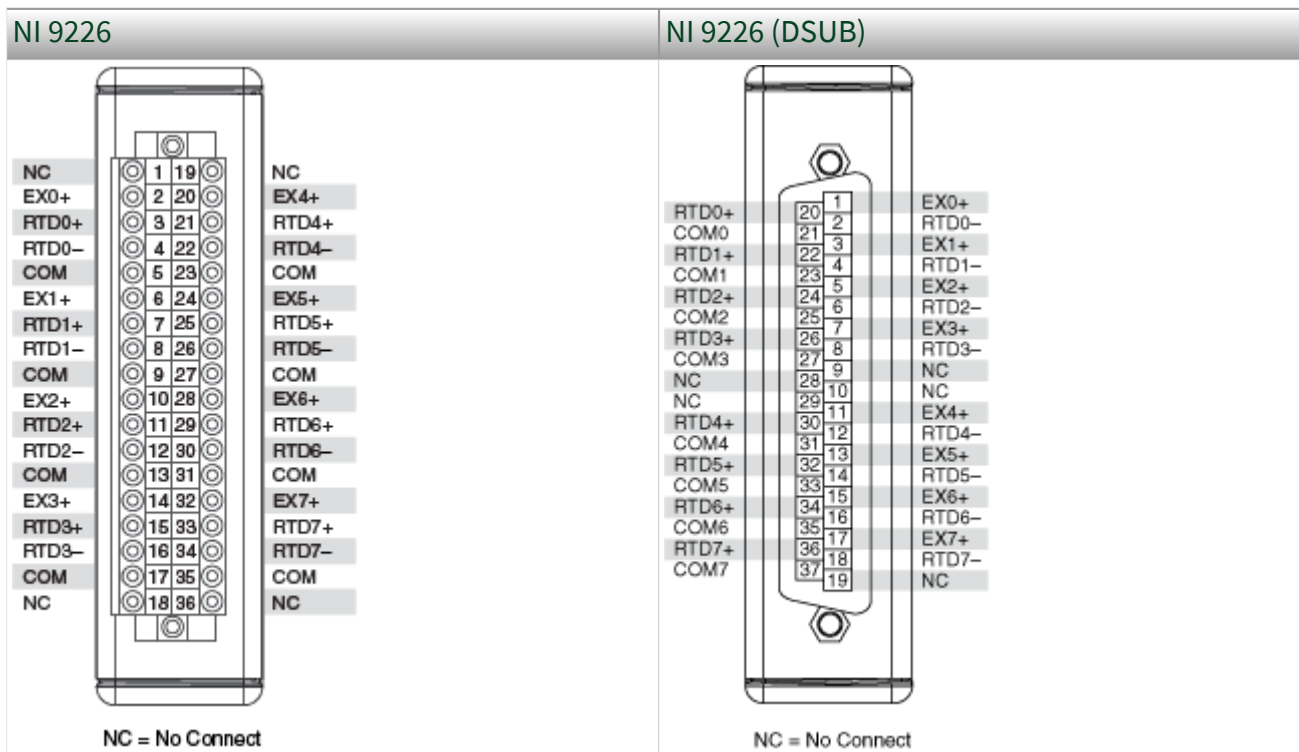 NI 9226
NC 1 19 NC
EX0+ 2 20 EX4+
RTD0+ 3 21 RTD4+
RTD0– 4 22 RTD4–
COM 5 23 COM
EX1+ 6 24 EX5+
RTD1+ 7 25 RTD5+
RTD1– 8 26 RTD5–
COM 9 27 COM
EX2+ 10 28 EX6+
RTD2+ 11 29 RTD6+
RTD2– 12 30 RTD6–
COM 13 31 COM
EX3+ 14 32 EX7+
RTD3+ 15 33 RTD7+
RTD3– 16 34 RTD7–
COM 17 35 COM
NC 18 36 NC
NC = No Connect
NI 9226 (DSUB)
1 EX0+
RTD0+ 20
2 RTD0–
COM0 21
3 EX1+
RTD1+ 22
4 RTD1–
COM1 23
5 EX2+
RTD2+ 24
6 RTD2–
COM2 25
7 EX3+
RTD3+ 26
8 RTD3–
COM3 27
9 NC
NC 28
10 NC
NC 29
11 EX4+
RTD4+ 30
12 RTD4–
COM4 31
13 EX5+
RTD5+ 32
14 RTD5–
COM5 33
15 EX6+
RTD6+ 34
16 RTD6–
COM6 35
17 EX7+
RTD7+ 36
18 RTD7–
COM7 37
19 NC
NC = No Connect